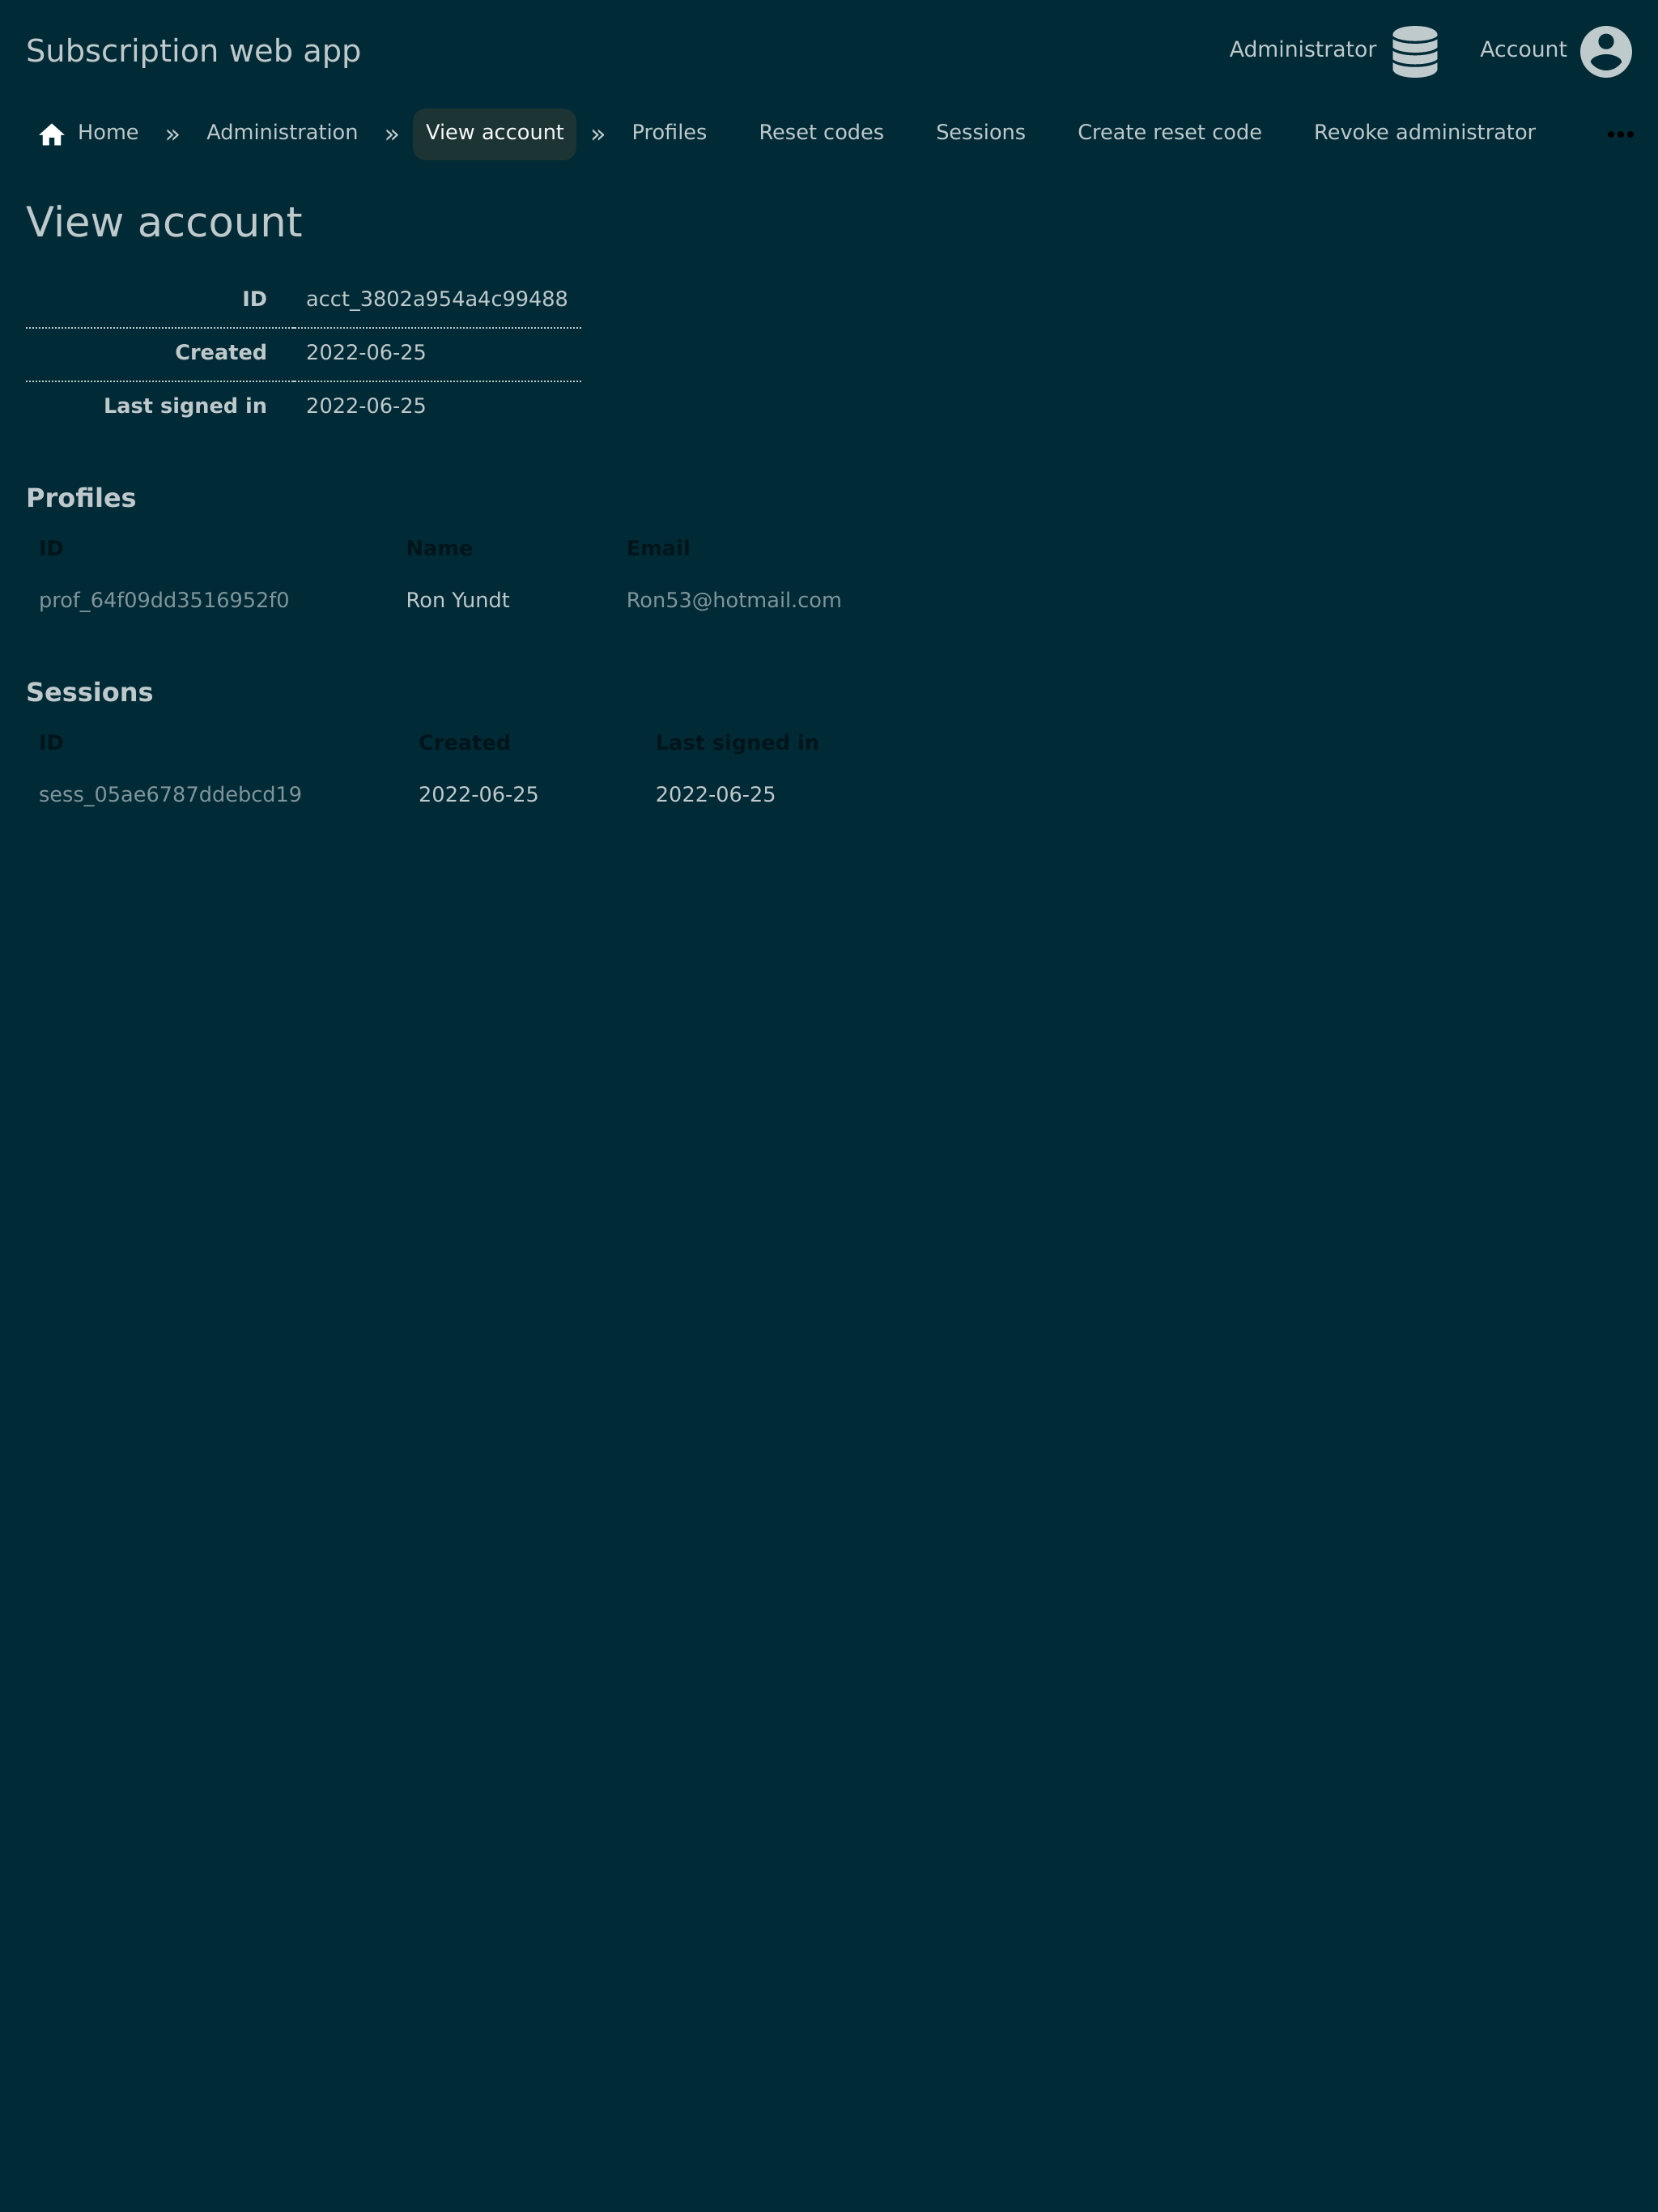 Subscription web app
Administrator Account
Home » Administration » View account » Profiles Reset codes Sessions Create reset code Revoke administrator •••
View account
ID acct_3802a954a4c99488
Created 2022-06-25
Last signed in 2022-06-25
Profiles
ID Name Email
prof_64f09dd3516952f0 Ron Yundt Ron53@hotmail.com
Sessions
ID Created Last signed in
sess_05ae6787ddebcd19 2022-06-25 2022-06-25